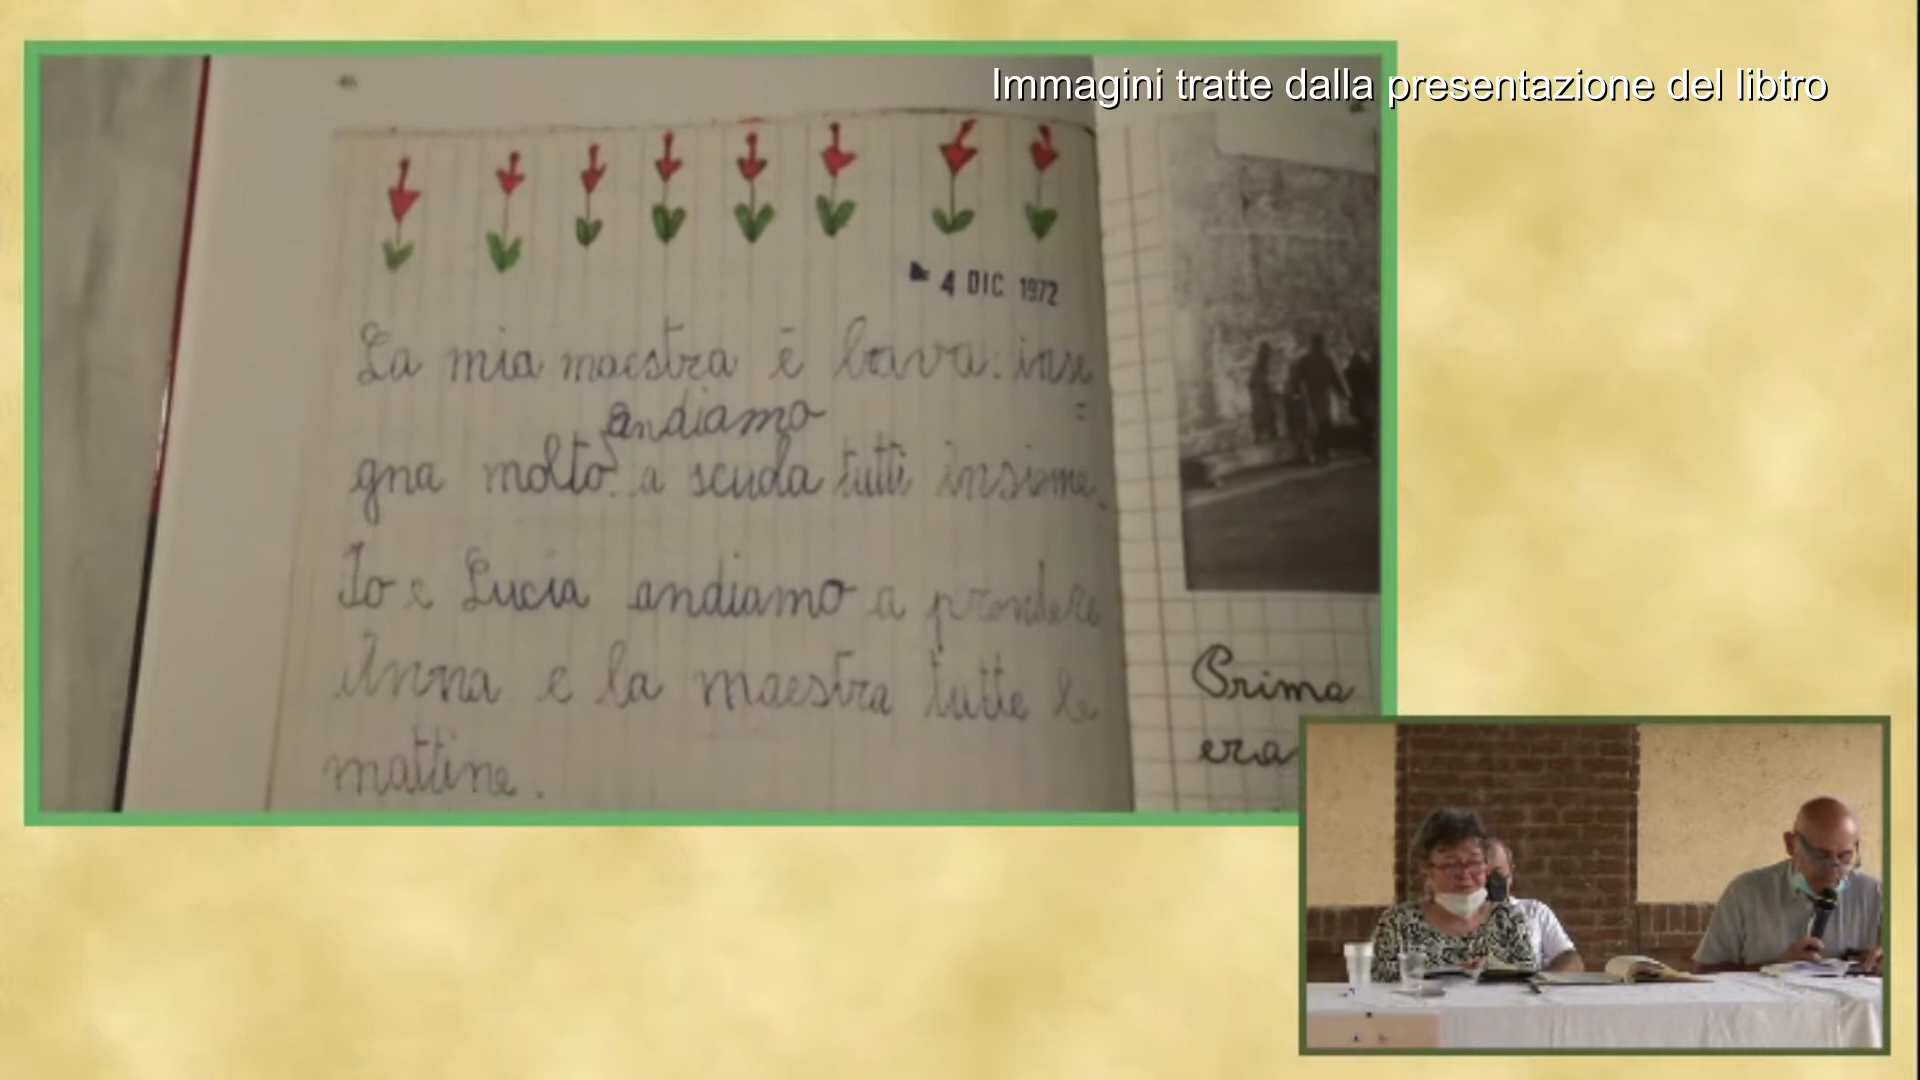 Immagini tratte dalla presentazione del libtro
4 DIC. 1972
La mia maestra è brava: inse
=
andiamo
gna molto. a scuola tutti insieme.
Io e Lucia andiamo a prendere
Anna e la maestra tutte le
mattine.
Prima
era